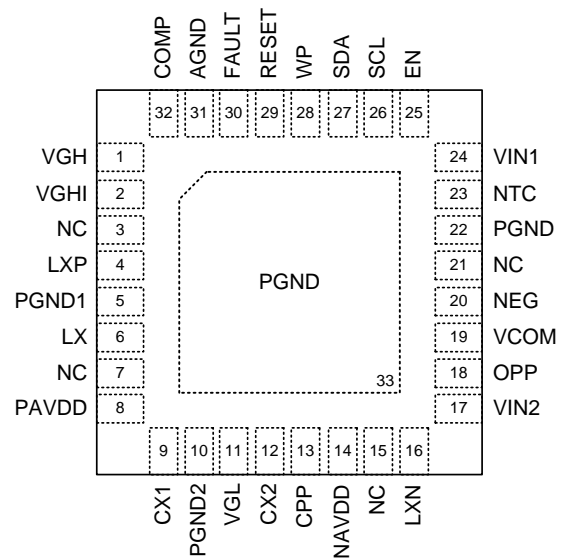 COMP
AGND
FAULT
RESET
WP
SDA
SCL
EN
32
31
30
29
28
27
26
25
VGH 1
VGHI 2
NC 3
LXP 4
PGND1 5
LX 6
NC 7
PAVDD 8
24 VIN1
23 NTC
22 PGND
21 NC
20 NEG
19 VCOM
18 OPP
17 VIN2
PGND
33
9
10
11
12
13
14
15
16
CX1
PGND2
VGL
CX2
CPP
NAVDD
NC
LXN